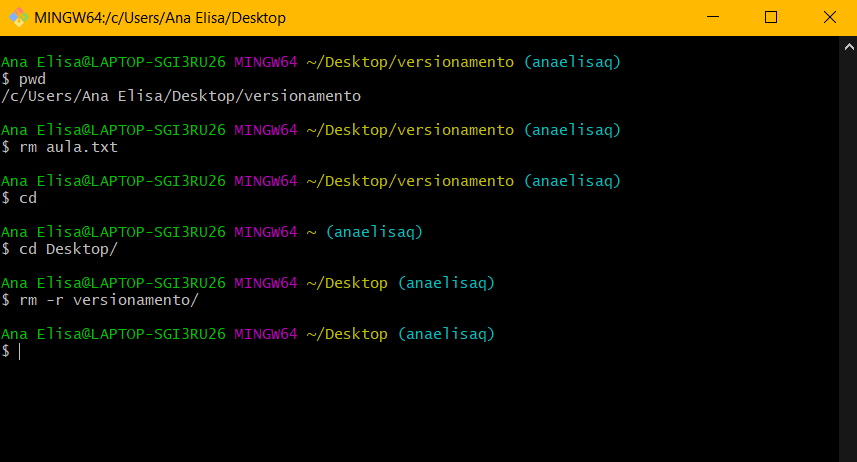 MINGW64:/c/Users/Ana Elisa/Desktop
Ana Elisa@LAPTOP-SGI3RU26 MINGW64 ~/Desktop/versionamento (anaelisaq)
$ pwd
/c/Users/Ana Elisa/Desktop/versionamento
Ana Elisa@LAPTOP-SGI3RU26 MINGW64 ~/Desktop/versionamento (anaelisaq)
$ rm aula.txt
Ana Elisa@LAPTOP-SGI3RU26 MINGW64 ~/Desktop/versionamento (anaelisaq)
$ cd
Ana Elisa@LAPTOP-SGI3RU26 MINGW64 ~ (anaelisaq)
$ cd Desktop/
Ana Elisa@LAPTOP-SGI3RU26 MINGW64 ~/Desktop (anaelisaq)
$ rm -r versionamento/
Ana Elisa@LAPTOP-SGI3RU26 MINGW64 ~/Desktop (anaelisaq)
$